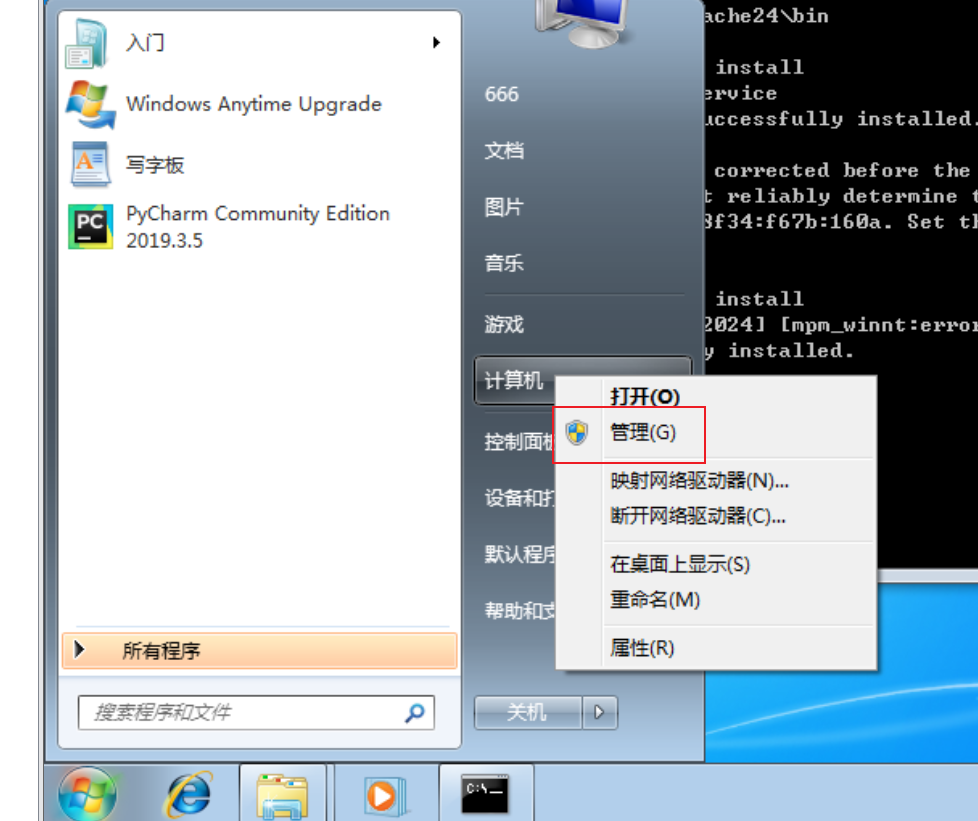 入门
Windows Anytime Upgrade
写字板
PyCharm Community Edition
2019.3.5
所有程序
搜索程序和文件
666
文档
图片
音乐
游戏
计算机
控制面板
设备和打
默认程序
帮助和支
关机
打开(O)
管理(G)
映射网络驱动器(N)...
断开网络驱动器(C)...
在桌面上显示(S)
重命名(M)
属性(R)
ache24\bin
install
ervice
uccessfully installed.
corrected before the
t reliably determine t
8f34:f67b:160a. Set th
install
2024] [mpm_winnt:error
y installed.
PC
C:\